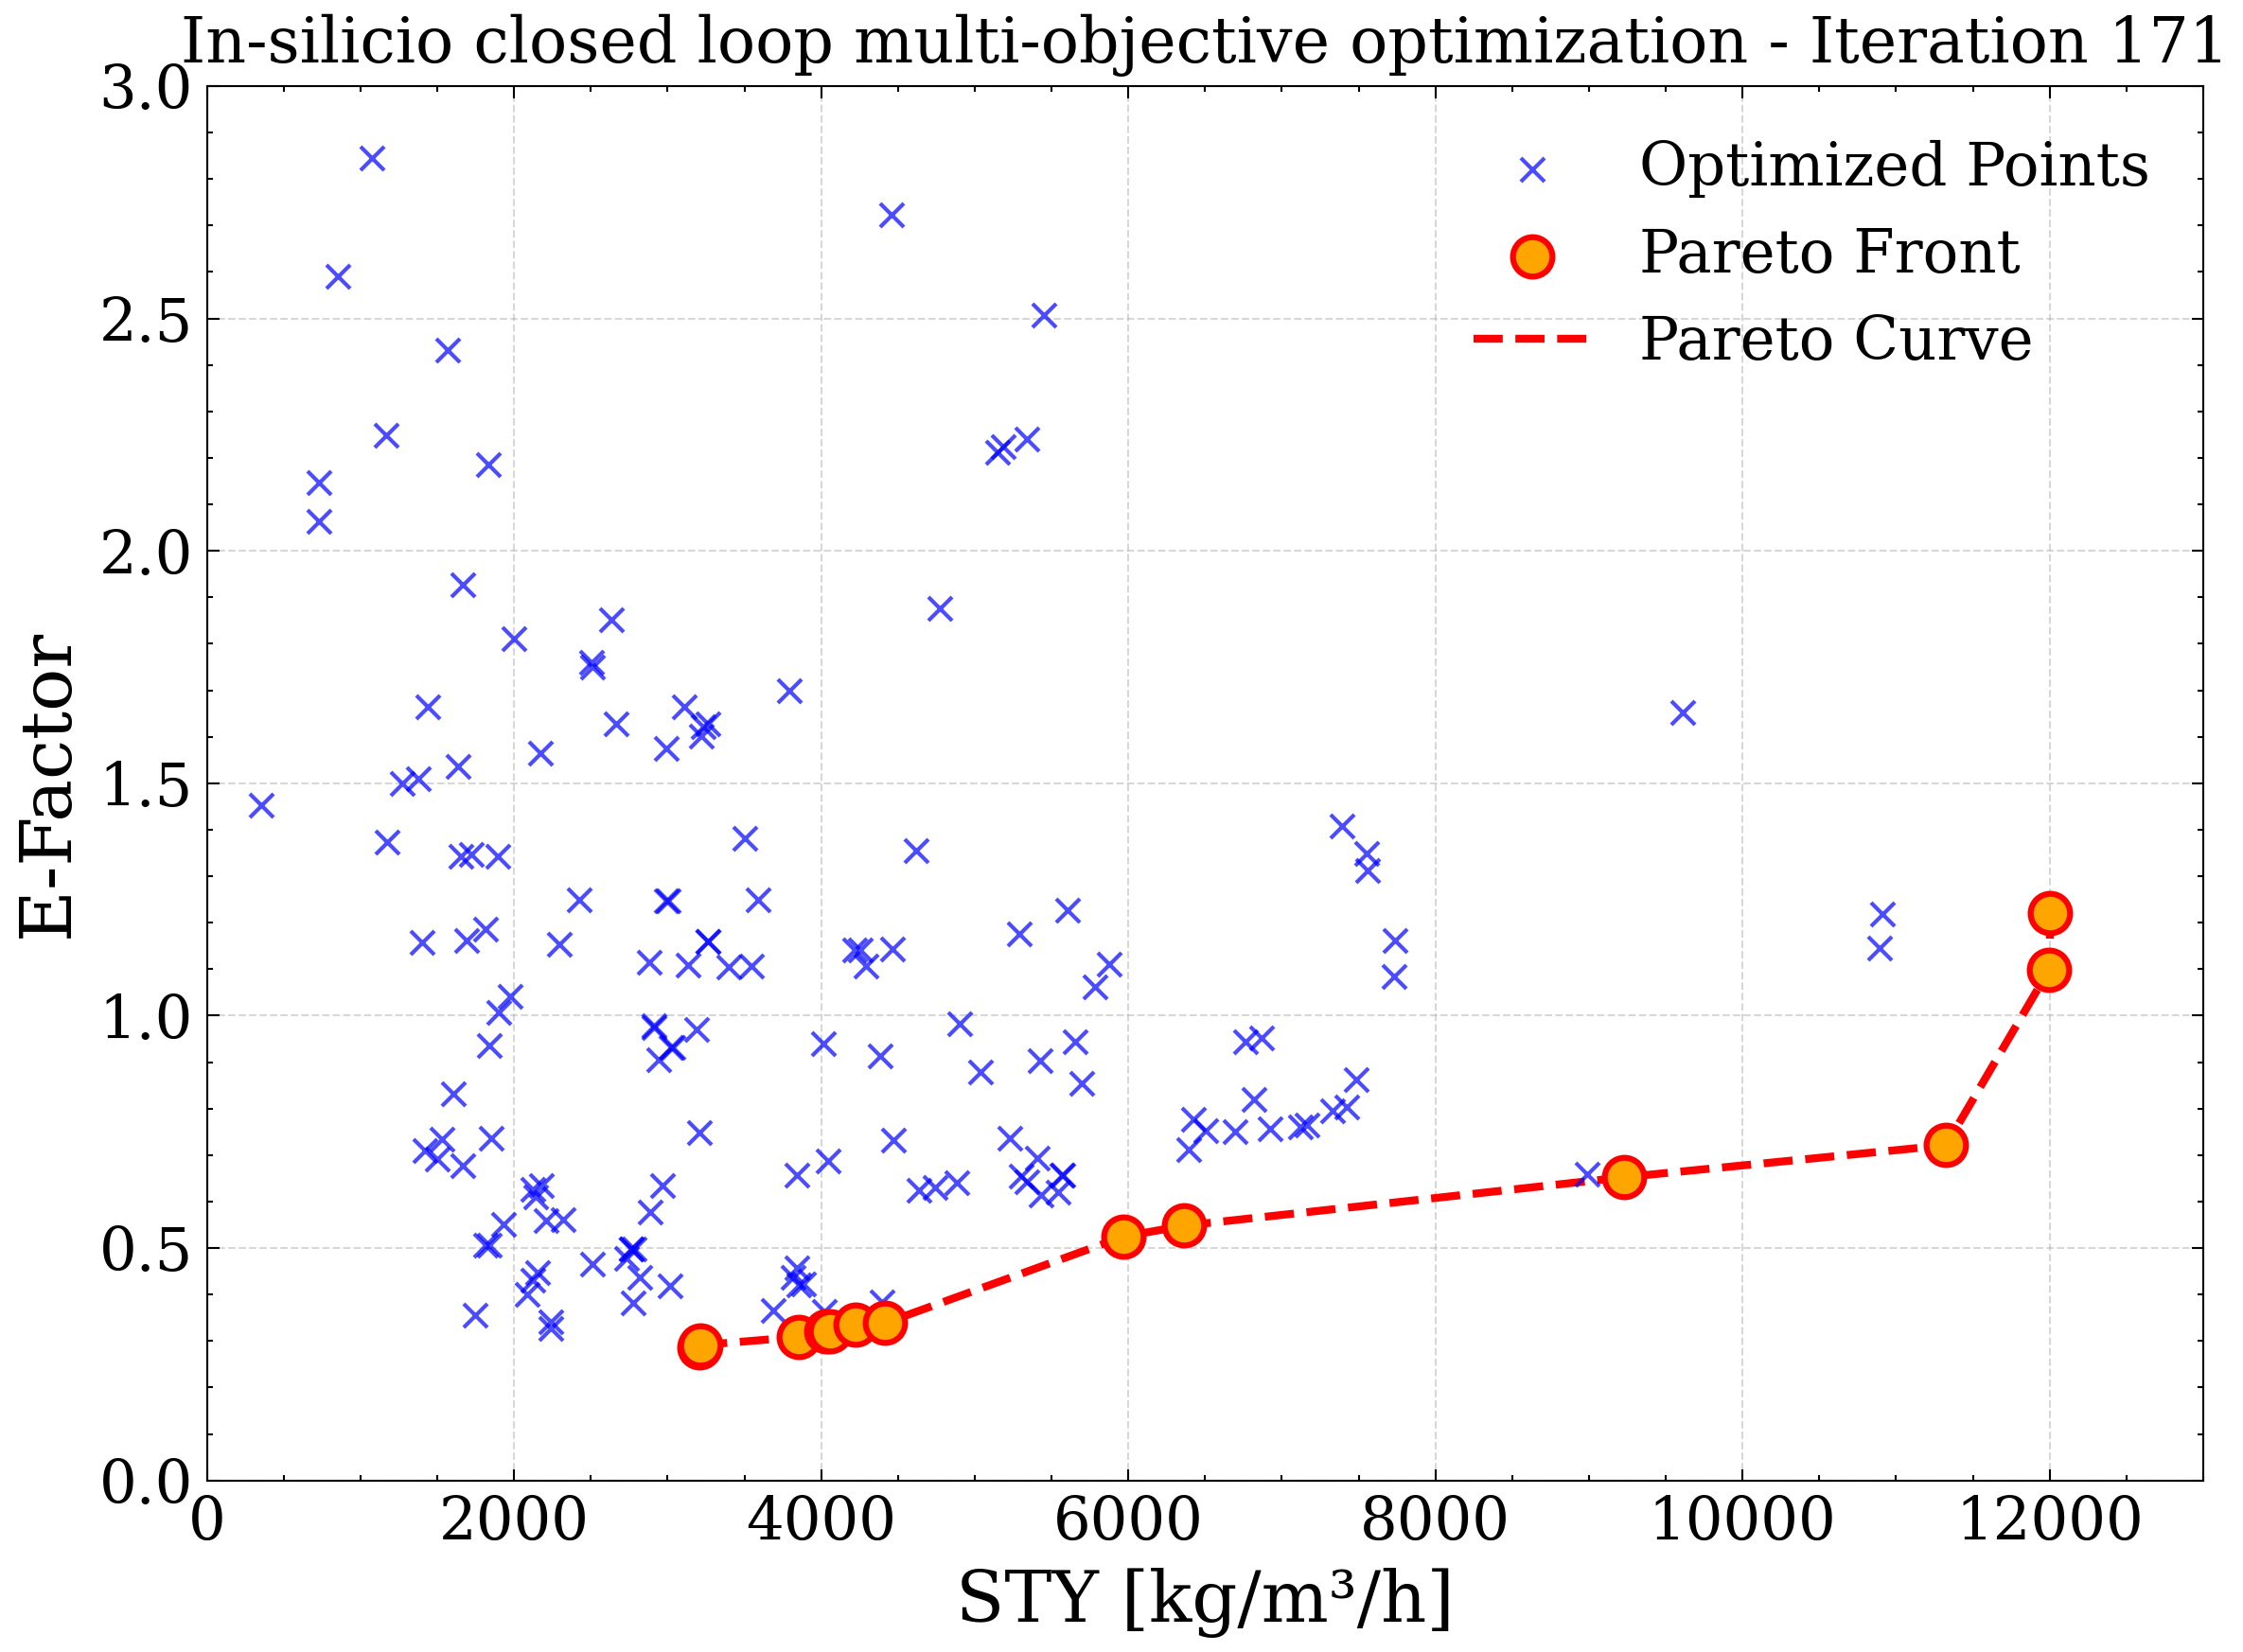 In-silicio closed loop multi-objective optimization - Iteration 171
3.0
2.5
2.0
1.5
1.0
0.5
0.0
E-Factor
Optimized Points
Pareto Front
Pareto Curve
0 2000 4000 6000 8000 10000 12000
STY [kg/m³/h]